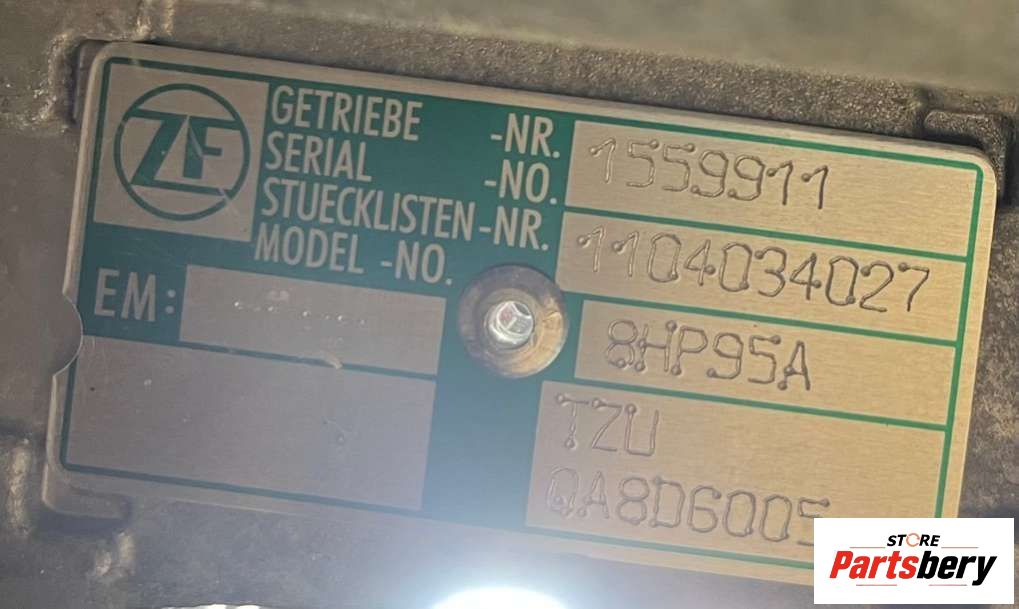 ZF
GETRIEBE -NR. 1559911
SERIAL -NO.
STUECKLISTEN-NR. 1104034027
MODEL -NO. 8HP95A
EM:
TZU
QA8D6005
STORE
Partsbery